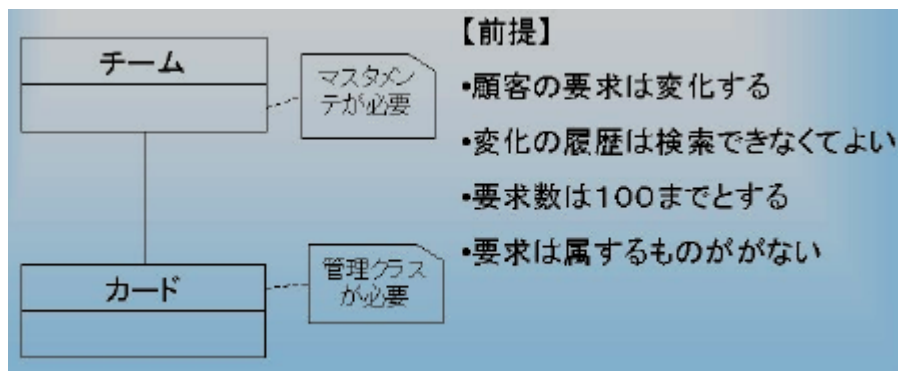 チーム
マスタメン
テが必要
カード
管理クラス
が必要
【前提】
•顧客の要求は変化する
•変化の履歴は検索できなくてよい
•要求数は100までとする
•要求は属するものががない